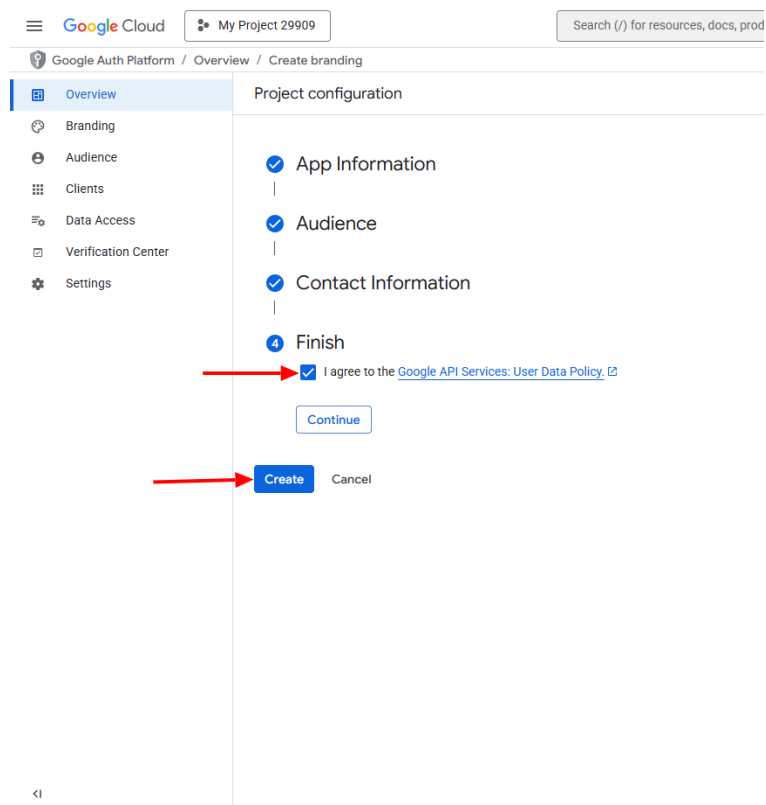 Google Cloud
My Project 29909
Search (/) for resources, docs, prod
Google Auth Platform / Overview / Create branding
Overview
Project configuration
Branding
Audience
Clients
Data Access
Verification Center
Settings
App Information
Audience
Contact Information
4 Finish
I agree to the Google API Services: User Data Policy.
Continue
Create Cancel